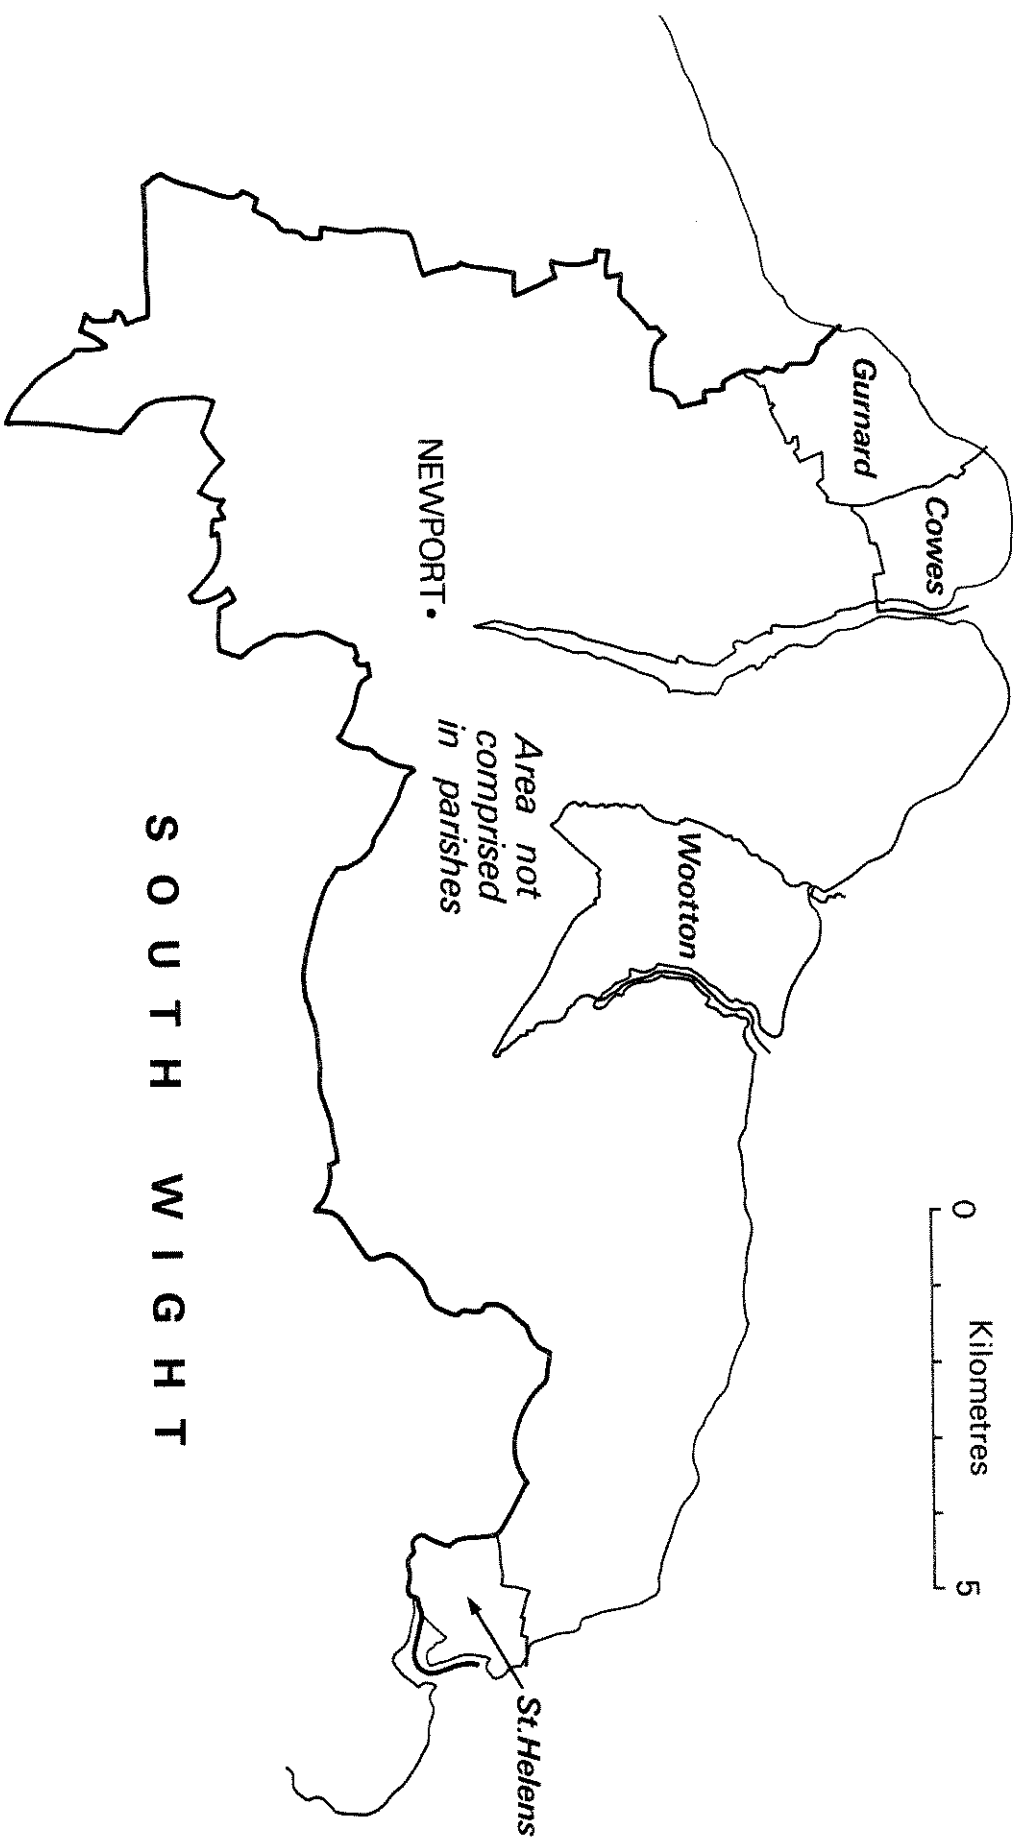 Gurnard
Cowes
NEWPORT
Area not
comprised
in parishes
Wootton
0
Kilometres
5
St.Helens
SOUTH WIGHT